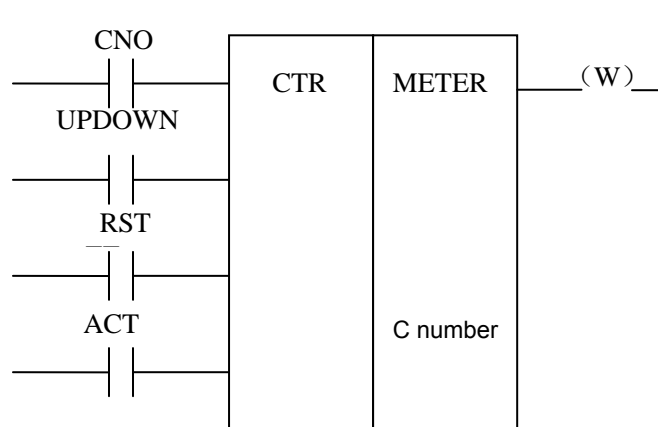 CNO
CTR METER （W）
UPDOWN
RST
ACT
C number